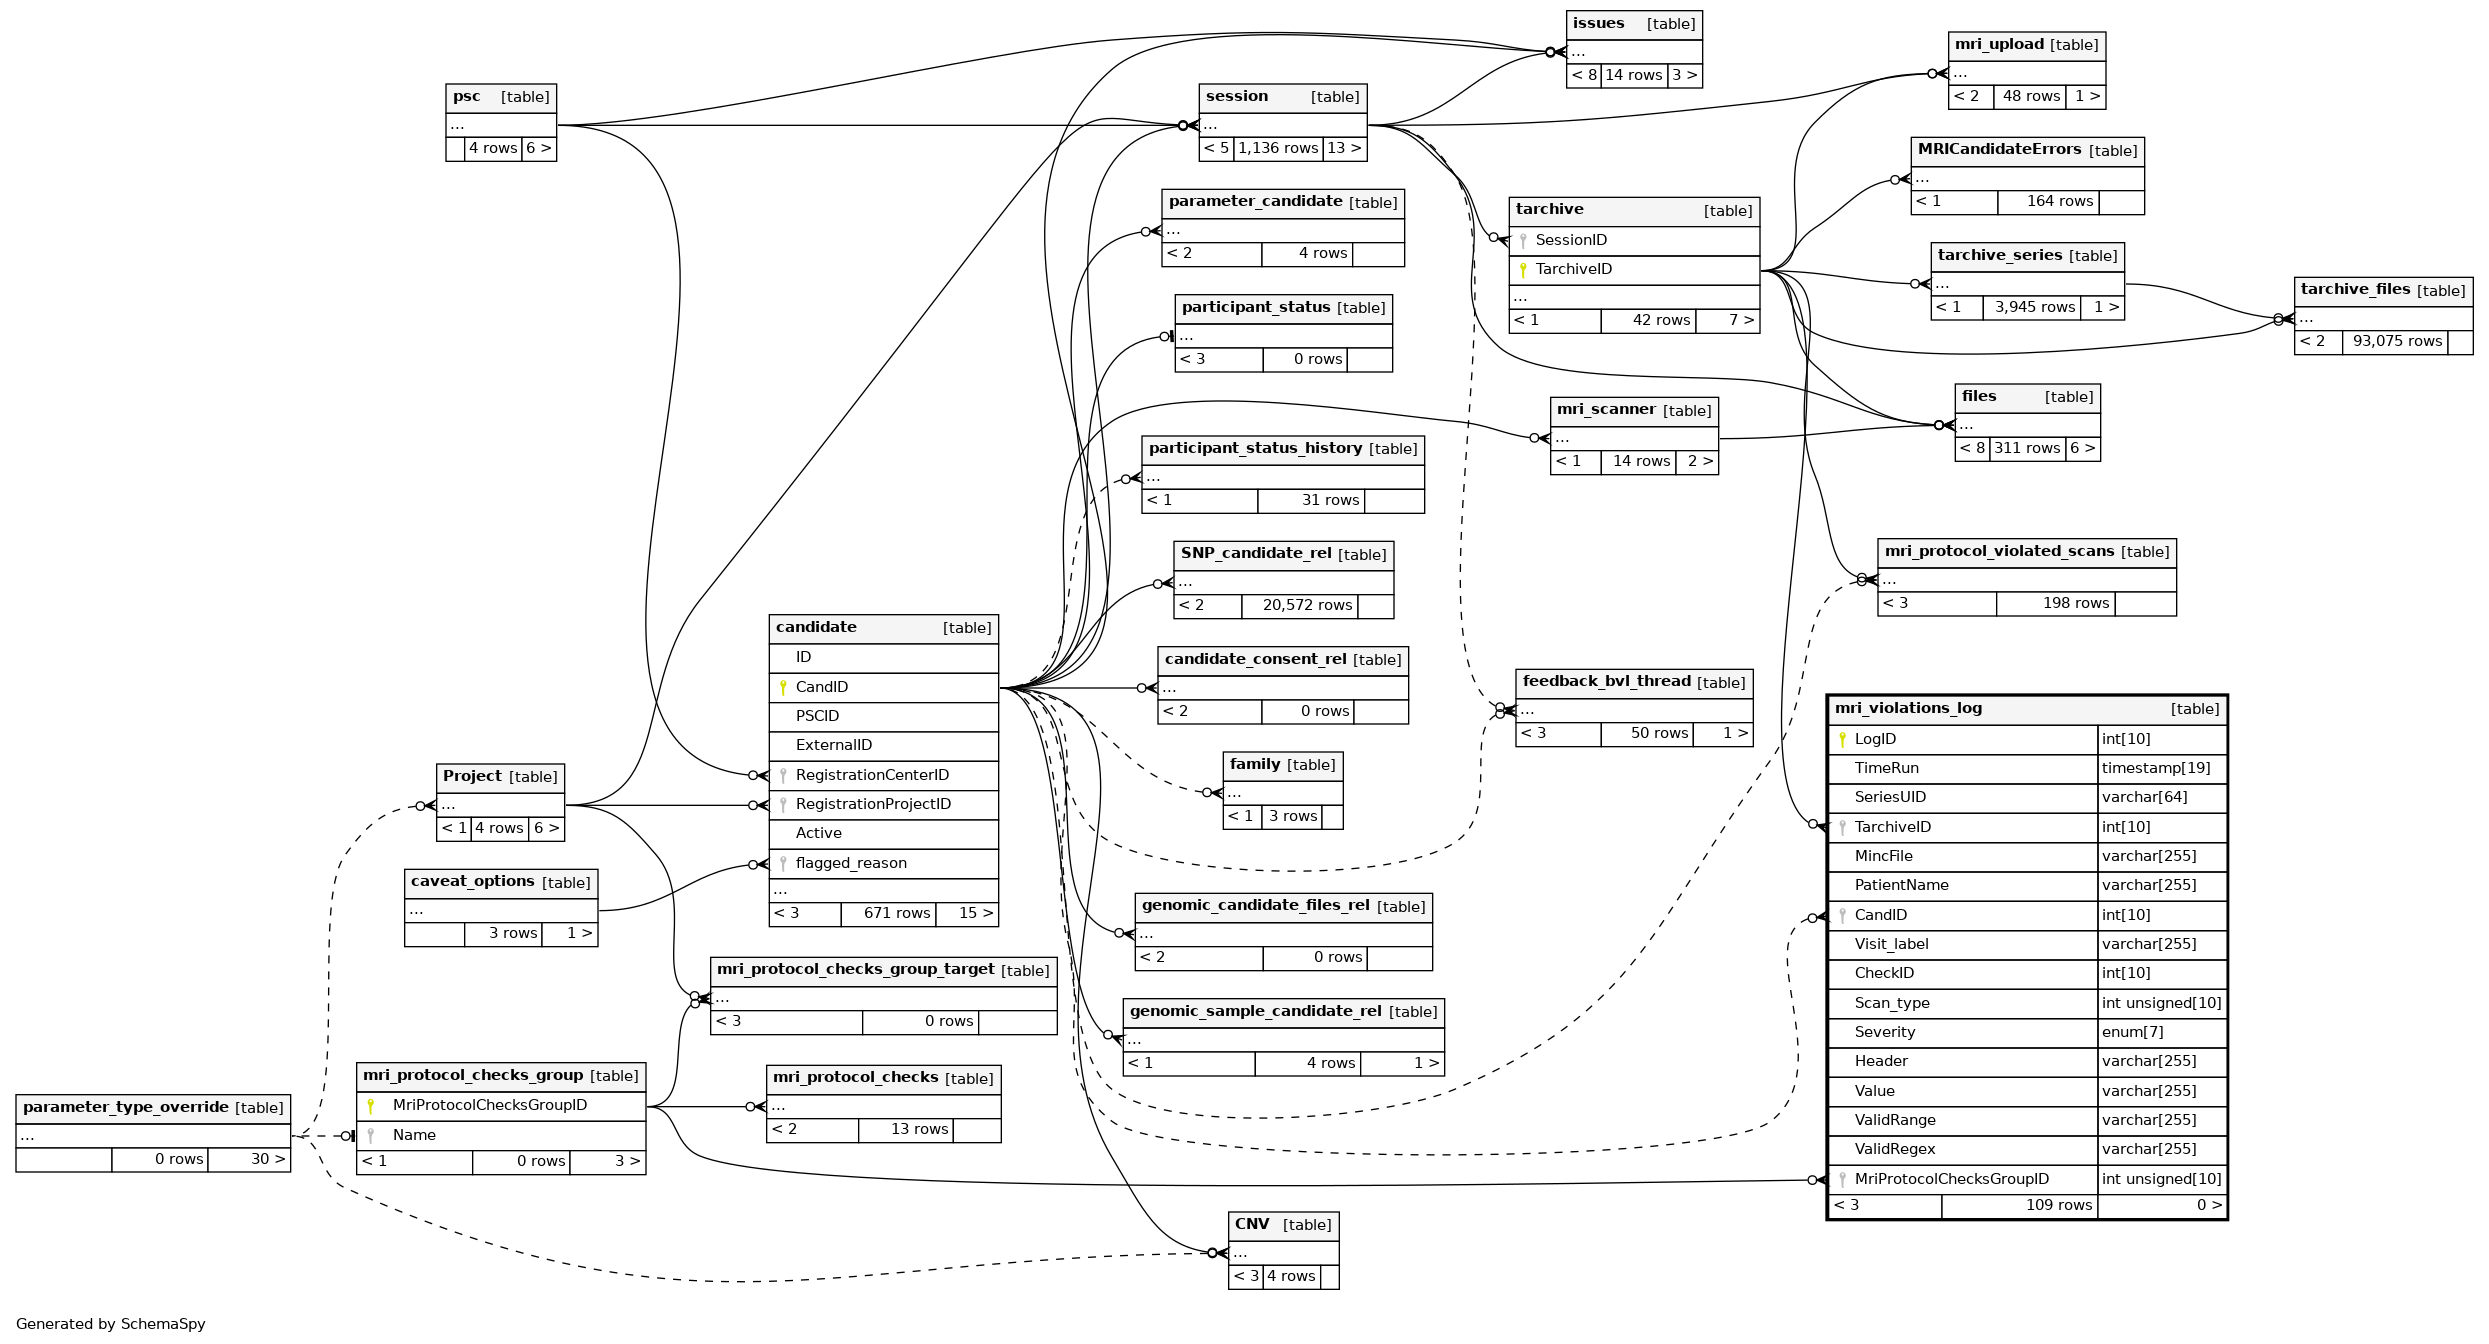 issues [table]
...
< 8 14 rows 3 >
mri_upload [table]
...
< 2 48 rows 1 >
psc [table]
...
4 rows 6 >
session [table]
...
< 5 1,136 rows 13 >
MRICandidateErrors [table]
...
< 1 164 rows
parameter_candidate [table]
...
< 2 4 rows
tarchive [table]
SessionID
TarchiveID
...
< 1 42 rows 7 >
tarchive_series [table]
...
< 1 3,945 rows 1 >
tarchive_files [table]
...
< 2 93,075 rows
participant_status [table]
...
< 3 0 rows
files [table]
...
< 8 311 rows 6 >
mri_scanner [table]
...
< 1 14 rows 2 >
participant_status_history [table]
...
< 1 31 rows
SNP_candidate_rel [table]
...
< 2 20,572 rows
mri_protocol_violated_scans [table]
...
< 3 198 rows
candidate [table]
ID
CandID
PSCID
ExternalID
RegistrationCenterID
RegistrationProjectID
Active
flagged_reason
...
< 3 671 rows 15 >
candidate_consent_rel [table]
...
< 2 0 rows
feedback_bvl_thread [table]
...
< 3 50 rows 1 >
mri_violations_log [table]
LogID int[10]
TimeRun timestamp[19]
SeriesUID varchar[64]
TarchiveID int[10]
MincFile varchar[255]
PatientName varchar[255]
CandID int[10]
Visit_label varchar[255]
CheckID int[10]
Scan_type int unsigned[10]
Severity enum[7]
Header varchar[255]
Value varchar[255]
ValidRange varchar[255]
ValidRegex varchar[255]
MriProtocolChecksGroupID int unsigned[10]
< 3 109 rows 0 >
family [table]
...
< 1 3 rows
Project [table]
...
< 1 4 rows 6 >
caveat_options [table]
...
3 rows 1 >
genomic_candidate_files_rel [table]
...
< 2 0 rows
mri_protocol_checks_group_target [table]
...
< 3 0 rows
genomic_sample_candidate_rel [table]
...
< 1 4 rows 1 >
mri_protocol_checks_group [table]
MriProtocolChecksGroupID
Name
< 1 0 rows 3 >
mri_protocol_checks [table]
...
< 2 13 rows
parameter_type_override [table]
...
0 rows 30 >
CNV [table]
...
< 3 4 rows
Generated by SchemaSpy